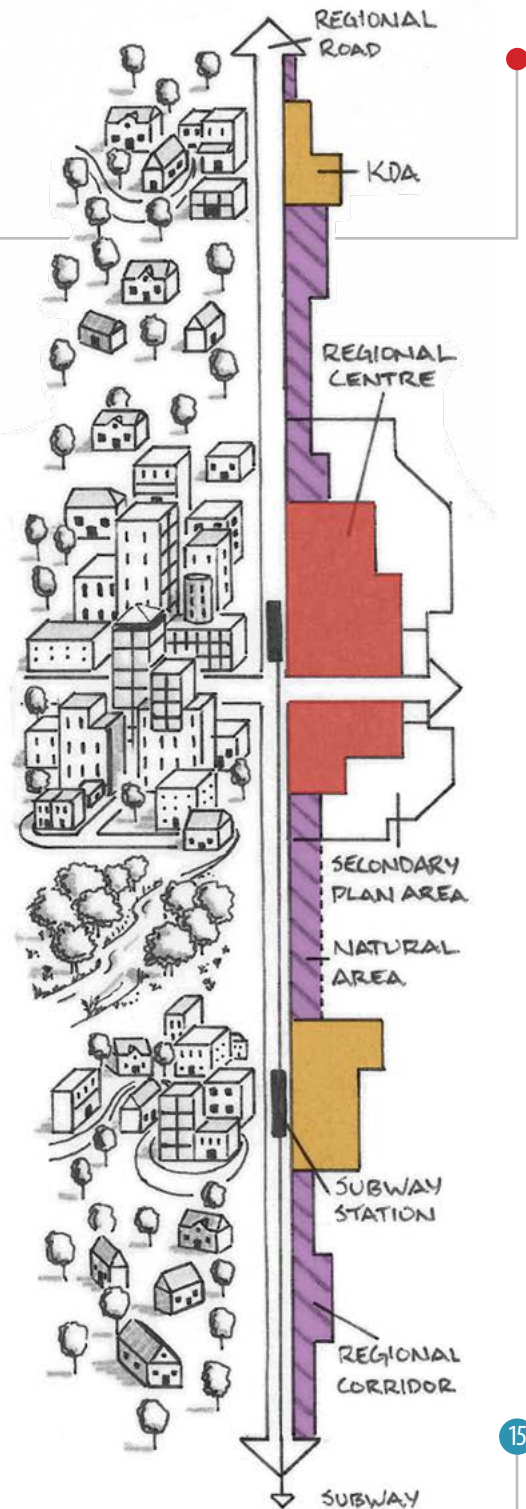 REGIONAL
ROAD
KDA
REGIONAL
CENTRE
SECONDARY
PLAN AREA
NATURAL
AREA
SUBWAY
STATION
REGIONAL
CORRIDOR
15
SUBWAY